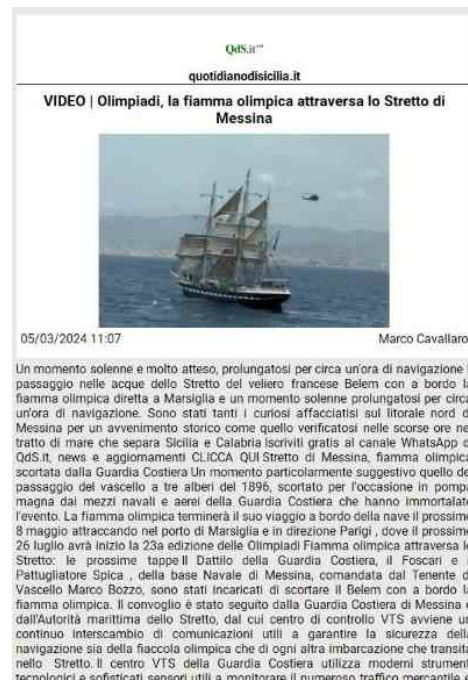 QdS.it
quotidianodisicilia.it
VIDEO | Olimpiadi, la fiamma olimpica attraversa lo Stretto di
Messina
05/03/2024 11:07
Marco Cavallaro
Un momento solenne e molto atteso, prolungatosi per circa un'ora di navigazione
passaggio nelle acque dello Stretto del veliero francese Belem con a bordo la
fiamma olimpica diretta a Marsiglia e un momento solenne prolungatosi per circa
un'ora di navigazione. Sono stati tanti i curiosi affacciatisi sul litorale nord di
Messina per un avvenimento storico come quello verificatosi nelle scorse ore nel
tratto di mare che separa Sicilia e Calabria Iscriviti gratis al canale WhatsApp di
QdS.it, news e aggiornamenti CLICCA QUI Stretto di Messina, fiamma olimpica
scortata dalla Guardia Costiera Un momento particolarmente suggestivo quello del
passaggio del vascello a tre alberi del 1896, scortato per l'occasione in pompa
magna dai mezzi navali e aerei della Guardia Costiera che hanno immortalato
l'evento. La fiamma olimpica terminerà il suo viaggio a bordo della nave il prossimo
8 maggio attraccando nel porto di Marsiglia e in direzione Parigi , dove il prossimo
26 luglio avrà inizio la 23a edizione delle Olimpiadi Fiamma olimpica attraversa lo
Stretto: le prossime tappe Il Dattilo della Guardia Costiera, il Foscari e
Pattugliatore Spica , della base Navale di Messina, comandata dal Tenente di
Vascello Marco Bozzo, sono stati incaricati di scortare il Belem con a bordo la
fiamma olimpica. Il convoglio è stato seguito dalla Guardia Costiera di Messina e
dall'Autorità marittima dello Stretto, dal cui centro di controllo VTS avviene un
continuo interscambio di comunicazioni utili a garantire la sicurezza della
navigazione sia della fiaccola olimpica che di ogni altra imbarcazione che transita
nello Stretto. Il centro VTS della Guardia Costiera utilizza moderni strumenti
tecnologici e sofisticati sensori utili a monitorare il numeroso traffico mercantile e